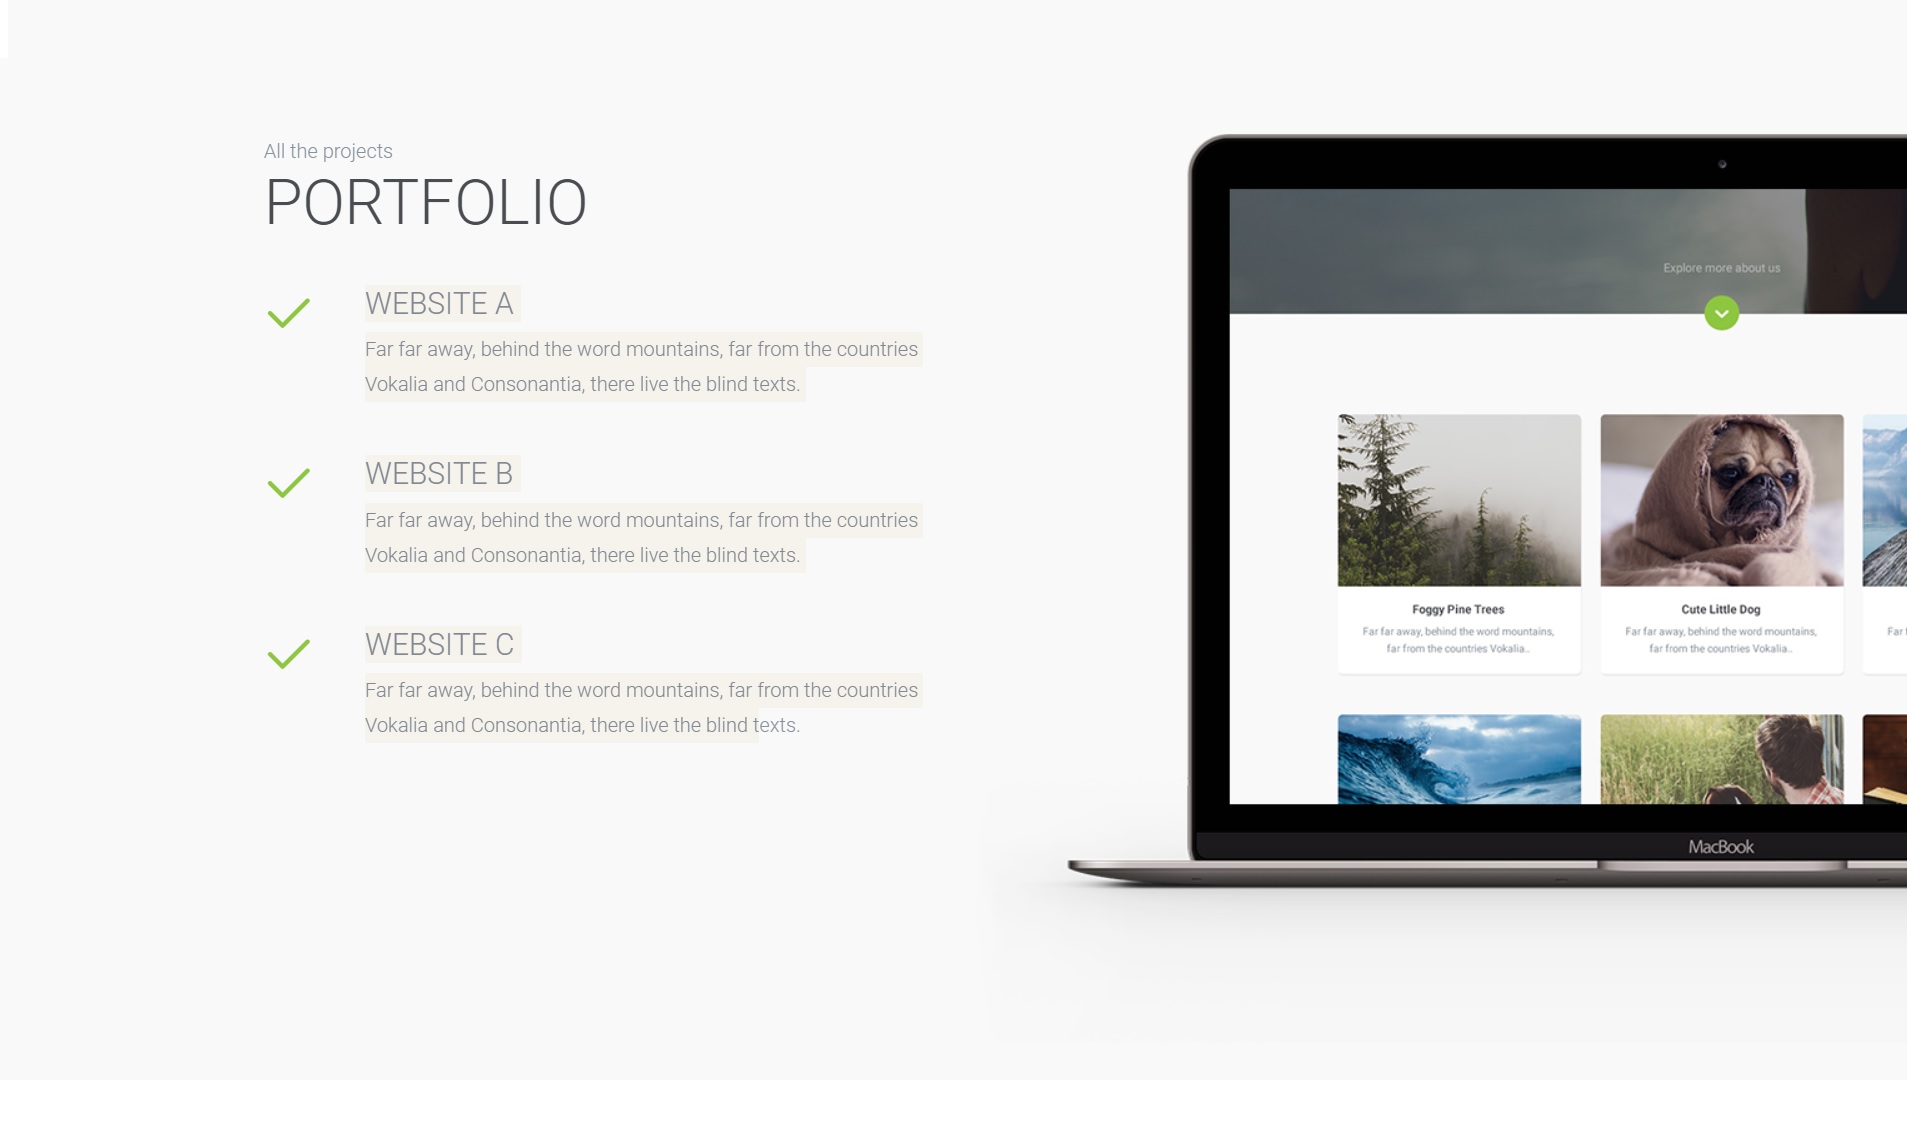 All the projects
PORTFOLIO
WEBSITE A
Far far away, behind the word mountains, far from the countries
Vokalia and Consonantia, there live the blind texts.
WEBSITE B
Far far away, behind the word mountains, far from the countries
Vokalia and Consonantia, there live the blind texts.
WEBSITE C
Far far away, behind the word mountains, far from the countries
Vokalia and Consonantia, there live the blind texts.
Explore more about us
Foggy Pine Trees
Far far away, behind the word mountains,
far from the countries Vokalia..
Cute Little Dog
Far far away, behind the word mountains,
far from the countries Vokalia..
Far
MacBook